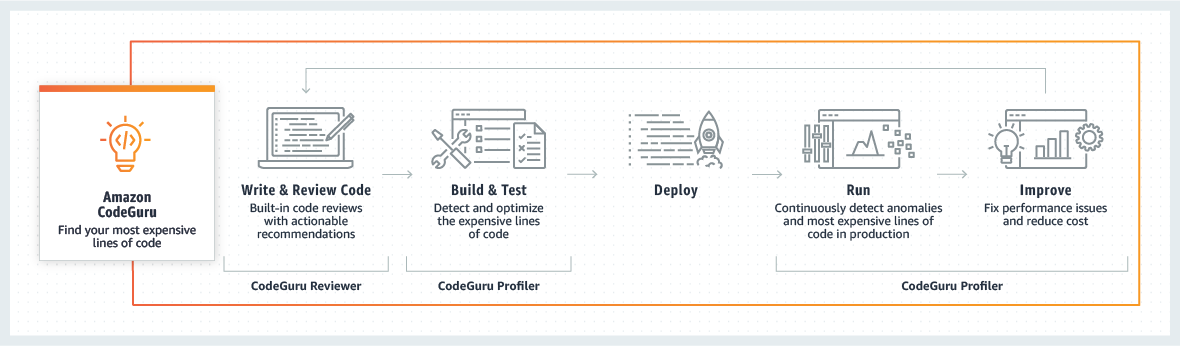 Amazon
CodeGuru
Find your most expensive
lines of code
Write & Review Code
Built-in code reviews
with actionable
recommendations
CodeGuru Reviewer
Build & Test
Detect and optimize
the expensive lines
of code
CodeGuru Profiler
Deploy
Run
Continuously detect anomalies
and most expensive lines of
code in production
Improve
Fix performance issues
and reduce cost
CodeGuru Profiler